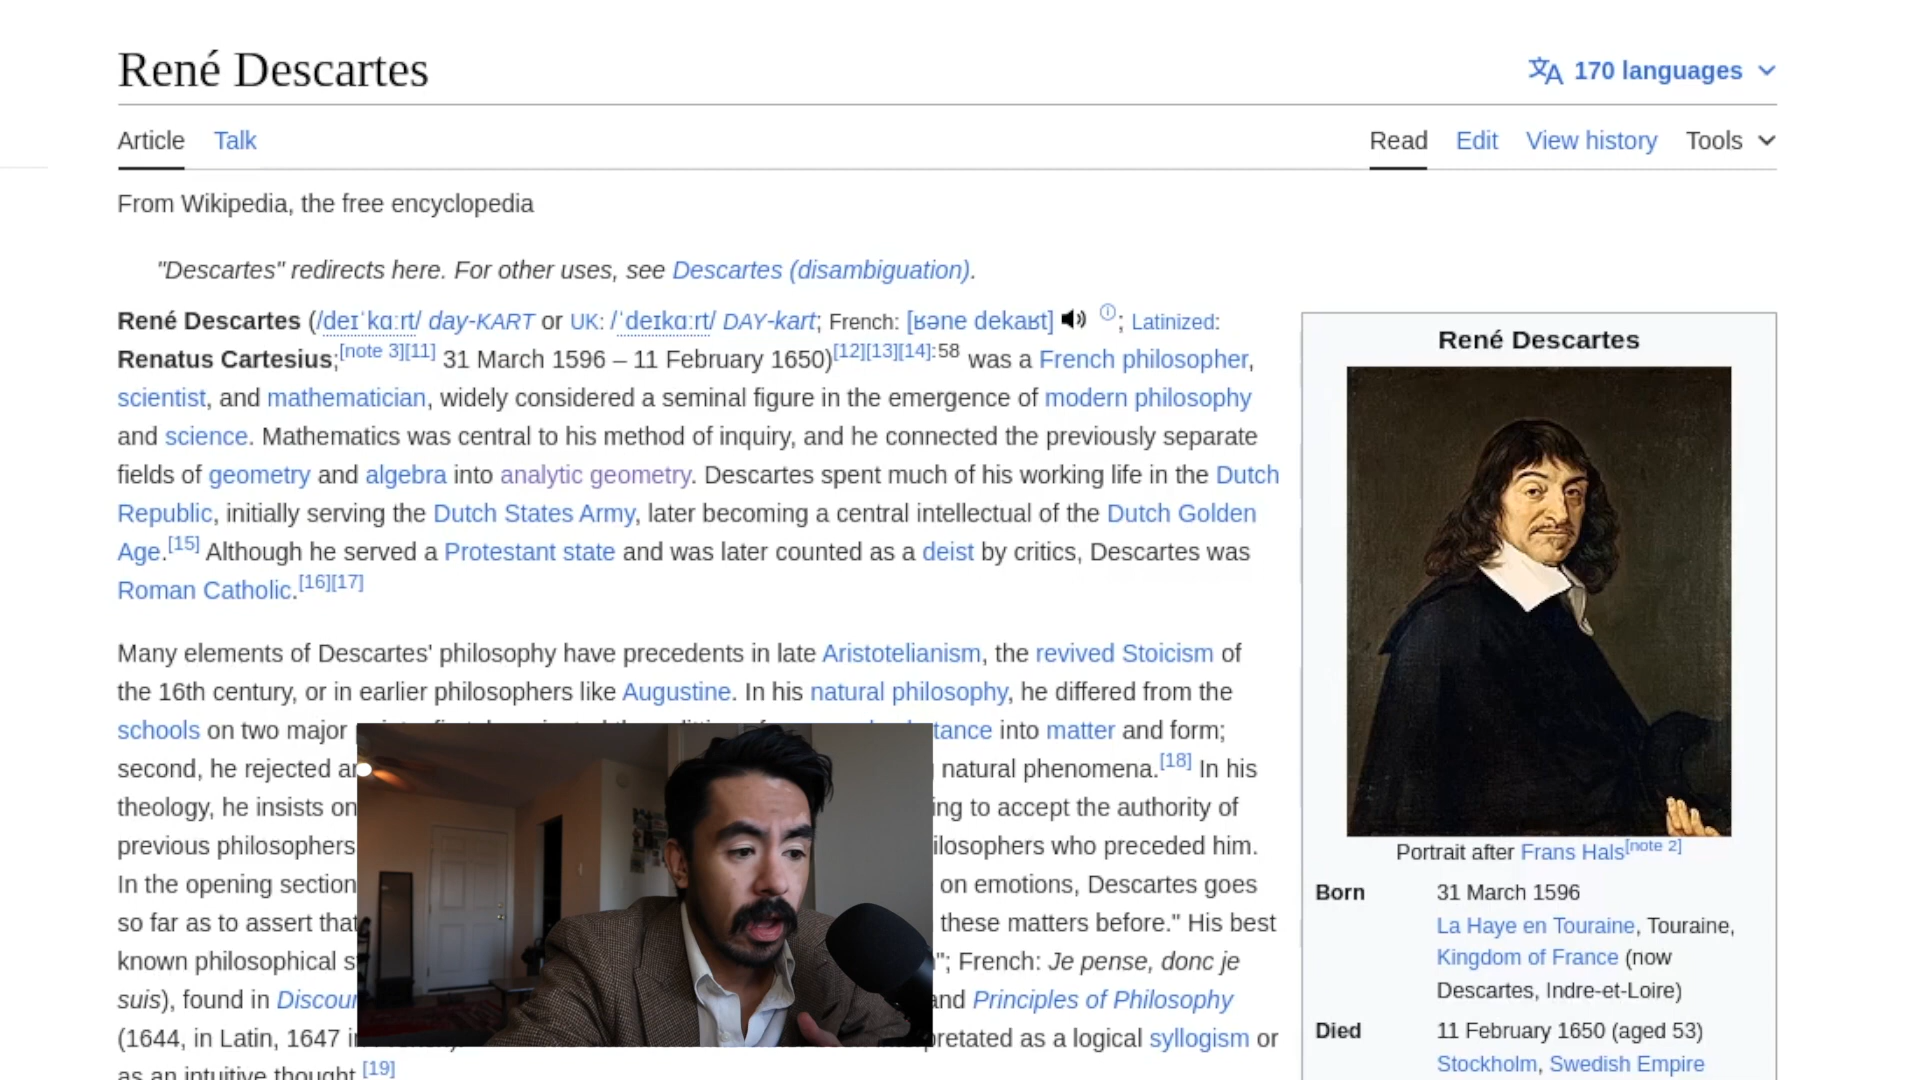 René Descartes
170 languages
Article Talk
Read Edit View history Tools
From Wikipedia, the free encyclopedia
"Descartes" redirects here. For other uses, see Descartes (disambiguation).
René Descartes (/deɪˈkɑːrt/ day-KART or UK: /ˈdeɪkɑːrt/ DAY-kart; French: [ʁəne dekaʁt] ⓘ; Latinized:
Renatus Cartesius;[note 3][11] 31 March 1596 – 11 February 1650)[12][13][14]:58 was a French philosopher,
scientist, and mathematician, widely considered a seminal figure in the emergence of modern philosophy
and science. Mathematics was central to his method of inquiry, and he connected the previously separate
fields of geometry and algebra into analytic geometry. Descartes spent much of his working life in the Dutch
Republic, initially serving the Dutch States Army, later becoming a central intellectual of the Dutch Golden
Age.[15] Although he served a Protestant state and was later counted as a deist by critics, Descartes was
Roman Catholic.[16][17]
Many elements of Descartes' philosophy have precedents in late Aristotelianism, the revived Stoicism of
the 16th century, or in earlier philosophers like Augustine. In his natural philosophy, he differed from the
schools on two major into matter and form;
second, he rejected natural phenomena.[18] In his
theology, he insists on to accept the authority of
previous philosophers who preceded him.
In the opening section on emotions, Descartes goes
so far as to assert that these matters before." His best
known philosophical "; French: Je pense, donc je
suis), found in and Principles of Philosophy
(1644, in Latin, 1647 as a logical syllogism or
as an intuitive thought.[19]
René Descartes
Portrait after Frans Hals[note 2]
Born 31 March 1596
La Haye en Touraine, Touraine,
Kingdom of France (now
Descartes, Indre-et-Loire)
Died 11 February 1650 (aged 53)
Stockholm, Swedish Empire